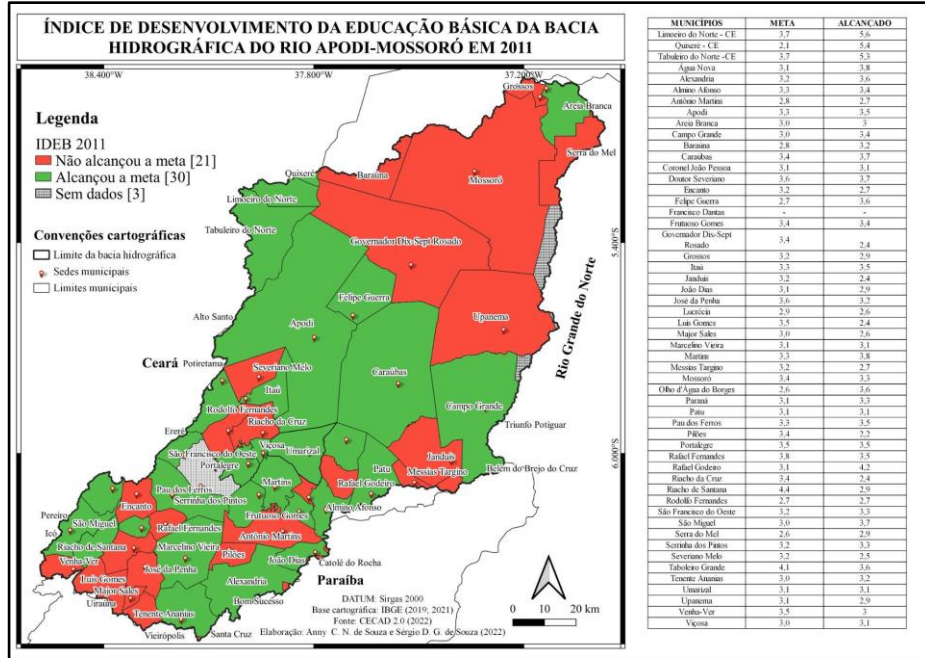 ÍNDICE DE DESENVOLVIMENTO DA EDUCAÇÃO BÁSICA DA BACIA
HIDROGRÁFICA DO RIO APODI-MOSSORÓ EM 2011
38.400°W 37.800°W 37.200°W
Legenda
IDEB 2011
Não alcançou a meta [21]
Alcançou a meta [30]
Sem dados [3]
Convenções cartográficas
Limite da bacia hidrográfica
Sedes municipais
Limites municipais
Grossos
Areia Branca
Serra do Mel
Quixeré
Baraúna
Mossoró
Limoeiro do Norte
Tabuleiro do Norte
Governador Dix-Sept Rosado
5.400°S
Felipe Guerra
Alto Santo
Apodi
Upanema
Rio Grande do Norte
Ceará
Potiretama
Severiano Melo
Itaú
Caraúbas
Rodolfo Fernandes
Campo Grande
Riacho da Cruz
Triunfo Potiguar
Ereré
Viçosa
São Francisco do Oeste
Umarizal
Portalegre
Patu
Janduís
6.000°S
Messias Targino
Belém do Brejo do Cruz
Pau dos Ferros
Martins
Rafael Godeiro
Serrinha dos Pintos
Almino Afonso
Encanto
Pereiro
São Miguel
Frutuoso Gomes
Icó
Rafael Fernandes
Antônio Martins
Riacho de Santana
Marcelino Vieira
Pilões
Catolé do Rocha
Venha-Ver
José da Penha
João Dias
Luis Gomes
Alexandria
Paraíba
Major Sales
Uiraúna
Bom Sucesso
Tenente Ananias
Vieirópolis
Santa Cruz
DATUM: Sirgas 2000
Base cartográfica: IBGE (2019; 2021)
Fonte: CECAD 2.0 (2022)
Elaboração: Anny C. N. de Souza e Sérgio D. G. de Souza (2022)
0 10 20 km
MUNICÍPIOS META ALCANÇADO
Limoeiro do Norte - CE 3,7 5,6
Quixeré - CE 2,1 5,4
Tabuleiro do Norte -CE 3,7 5,3
Água Nova 3,1 3,8
Alexandria 3,2 3,6
Almino Afonso 3,3 3,4
Antônio Martins 2,8 2,7
Apodi 3,3 3,5
Areia Branca 3,0 3
Campo Grande 3,0 3,4
Baraúna 2,8 3,2
Caraúbas 3,4 3,7
Coronel João Pessoa 3,1 3,1
Doutor Severiano 3,6 3,7
Encanto 3,2 2,7
Felipe Guerra 2,7 3,6
Francisco Dantas - -
Frutuoso Gomes 3,4 3,4
Governador Dix-Sept
Rosado 3,4 2,4
Grossos 3,2 2,9
Itaú 3,3 3,5
Janduís 3,2 2,4
João Dias 3,1 2,9
José da Penha 3,6 3,2
Lucrécia 2,9 2,6
Luis Gomes 3,5 2,4
Major Sales 3,0 2,6
Marcelino Vieira 3,1 3,1
Martins 3,3 3,8
Messias Targino 3,2 2,7
Mossoró 3,4 3,3
Olho d'Água do Borges 2,6 3,6
Paraná 3,1 3,3
Patu 3,1 3,1
Pau dos Ferros 3,3 3,5
Pilões 3,4 2,2
Portalegre 3,5 3,5
Rafael Fernandes 3,8 3,5
Rafael Godeiro 3,1 4,2
Riacho da Cruz 3,4 2,4
Riacho de Santana 4,4 2,9
Rodolfo Fernandes 2,7 2,7
São Francisco do Oeste 3,2 3,3
São Miguel 3,0 3,7
Serra do Mel 2,6 2,9
Serrinha dos Pintos 3,2 3,3
Severiano Melo 3,2 2,5
Taboleiro Grande 4,1 3,6
Tenente Ananias 3,0 3,2
Umarizal 3,1 3,1
Upanema 3,1 2,9
Venha-Ver 3,5 3
Viçosa 3,0 3,1